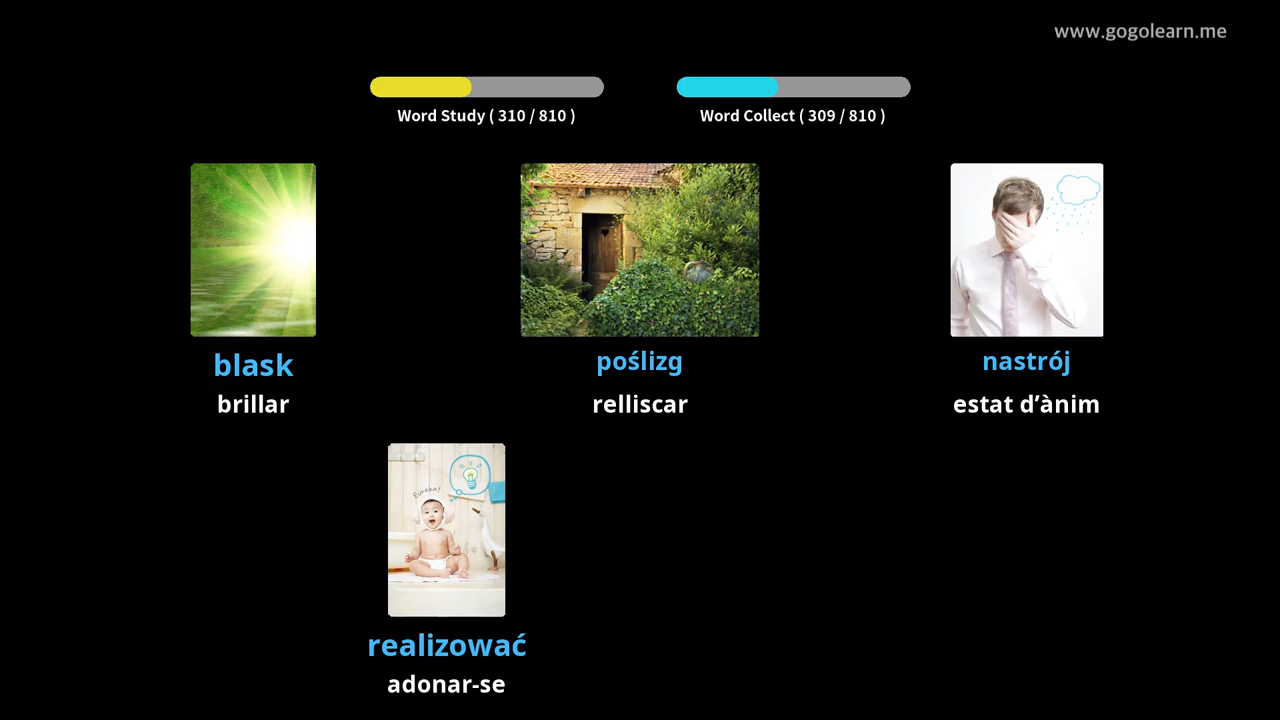 www.gogolearn.me
Word Study ( 310 / 810 )
Word Collect ( 309 / 810 )
blask
brillar
poślizg
relliscar
nastrój
estat d’ànim
Eureka!
realizować
adonar-se